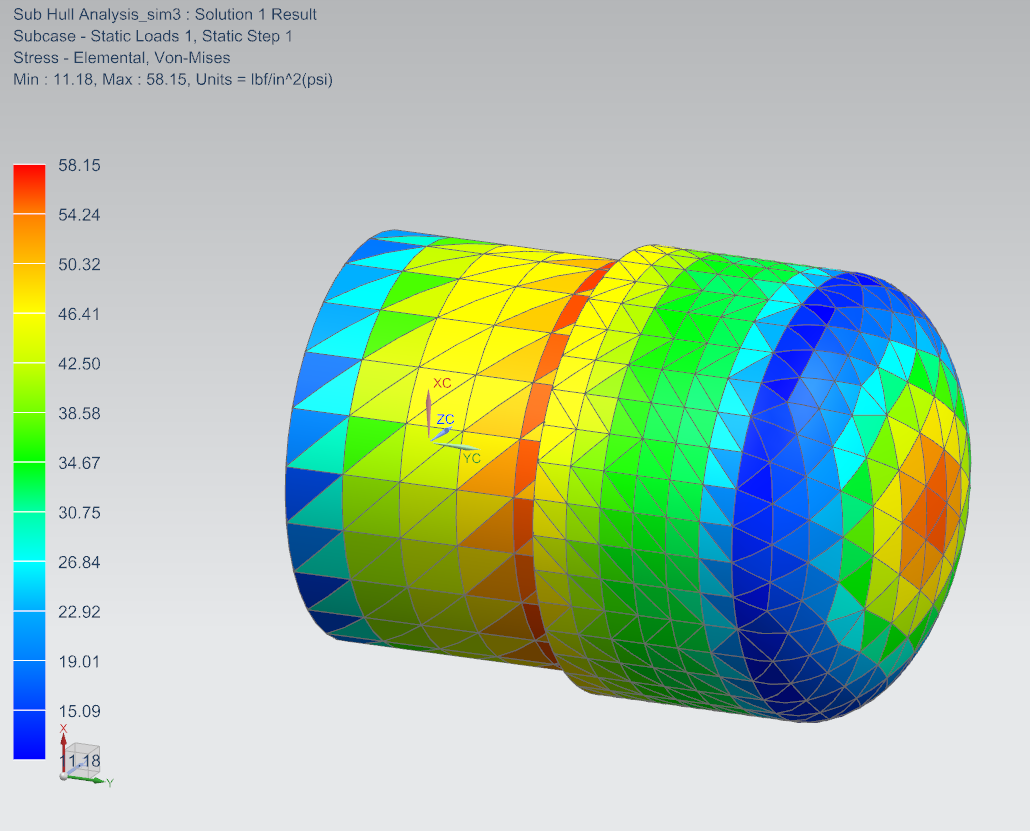 Sub Hull Analysis_sim3 : Solution 1 Result
Subcase - Static Loads 1, Static Step 1
Stress - Elemental, Von-Mises
Min : 11.18, Max : 58.15, Units = lbf/in^2(psi)
58.15
54.24
50.32
46.41
42.50
38.58
34.67
30.75
26.84
22.92
19.01
15.09
11.18
XC
ZC
YC
X
Y